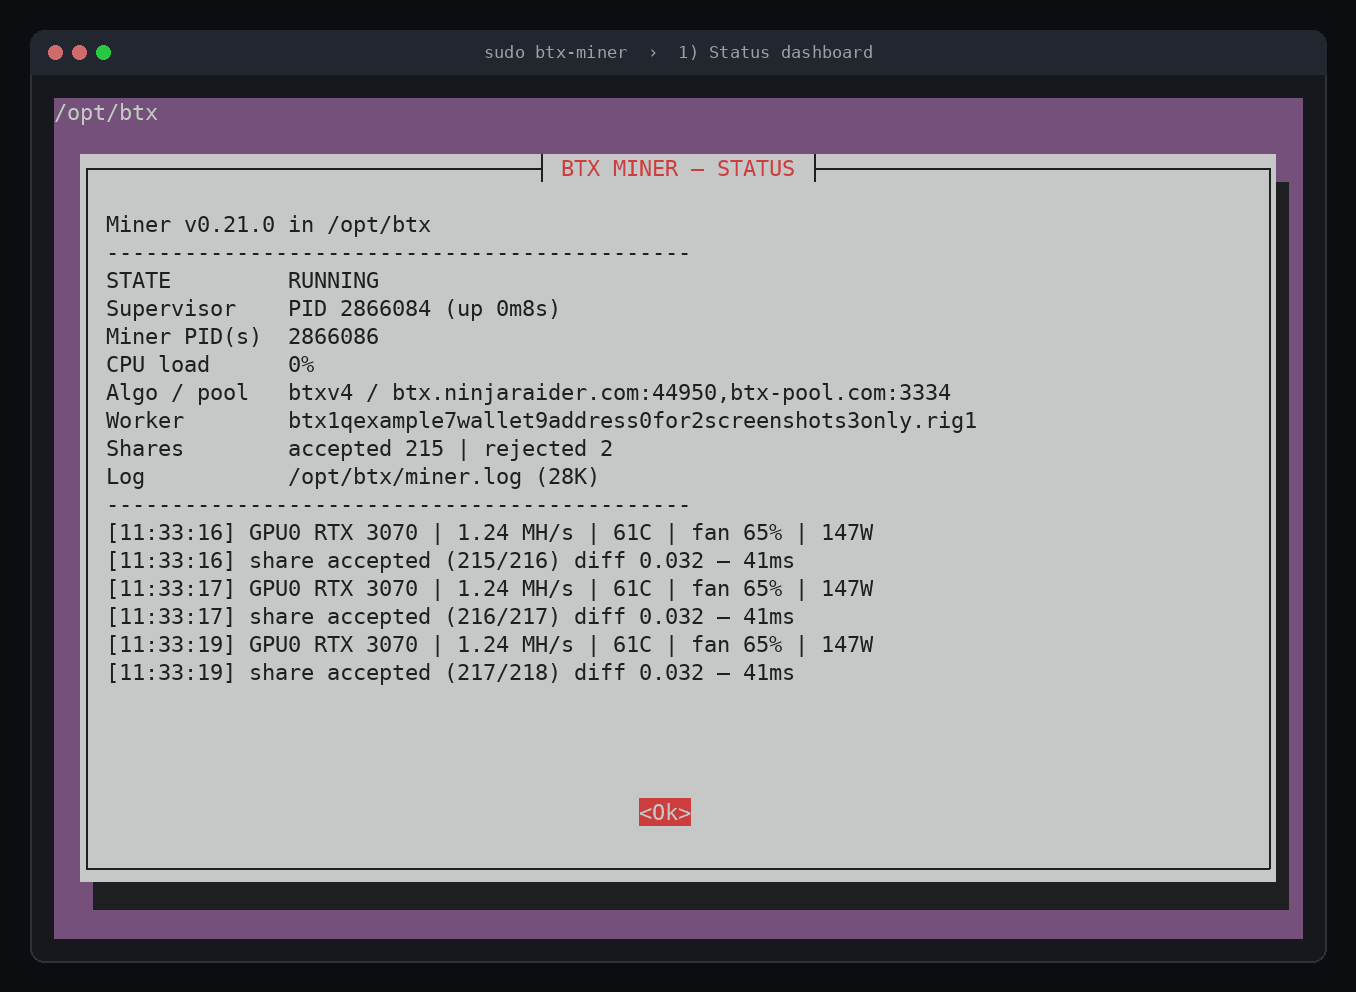 sudo btx-miner › 1) Status dashboard
/opt/btx
BTX MINER — STATUS
Miner v0.21.0 in /opt/btx
---------------------------------------------
STATE         RUNNING
Supervisor    PID 2866084 (up 0m8s)
Miner PID(s)  2866086
CPU load      0%
Algo / pool   btxv4 / btx.ninjaraider.com:44950,btx-pool.com:3334
Worker        btx1qexample7wallet9address0for2screenshots3only.rig1
Shares        accepted 215 | rejected 2
Log           /opt/btx/miner.log (28K)
---------------------------------------------
[11:33:16] GPU0 RTX 3070 | 1.24 MH/s | 61C | fan 65% | 147W
[11:33:16] share accepted (215/216) diff 0.032 — 41ms
[11:33:17] GPU0 RTX 3070 | 1.24 MH/s | 61C | fan 65% | 147W
[11:33:17] share accepted (216/217) diff 0.032 — 41ms
[11:33:19] GPU0 RTX 3070 | 1.24 MH/s | 61C | fan 65% | 147W
[11:33:19] share accepted (217/218) diff 0.032 — 41ms
<Ok>